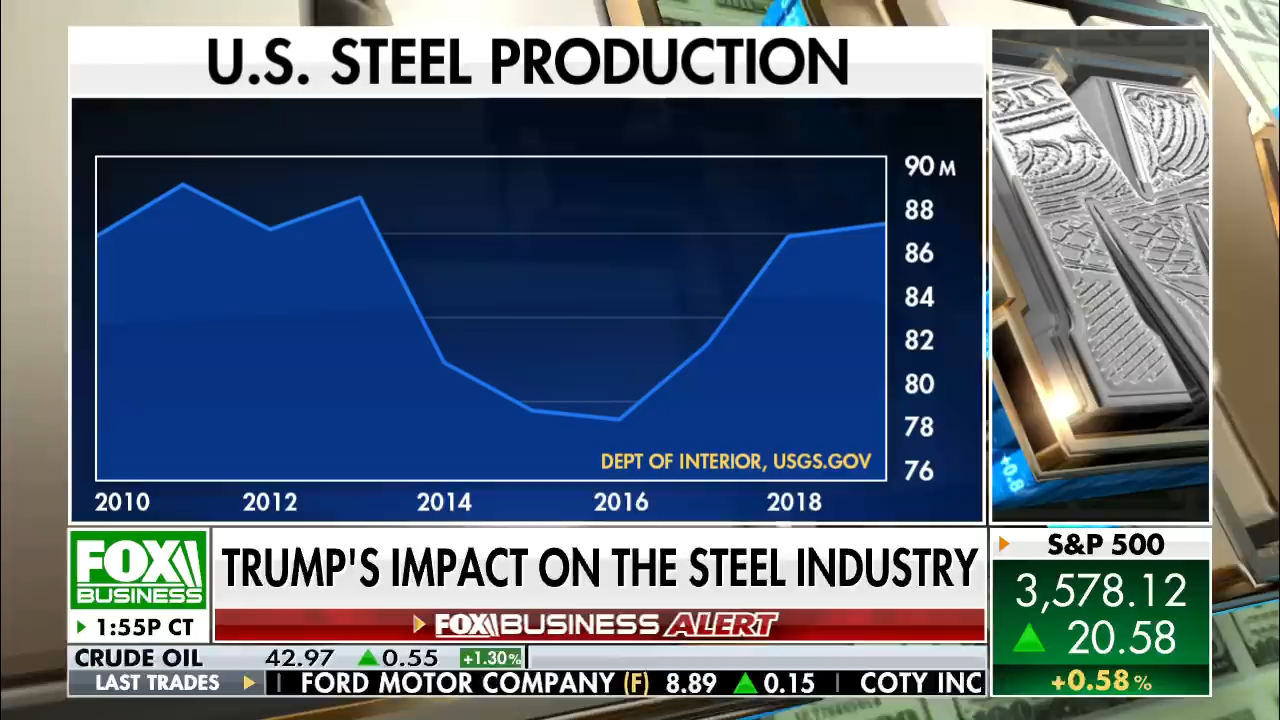 U.S. STEEL PRODUCTION
90 M
88
86
84
82
80
78
76
DEPT OF INTERIOR, USGS.GOV
2010 2012 2014 2016 2018
FOX
BUSINESS
TRUMP'S IMPACT ON THE STEEL INDUSTRY
FOX BUSINESS ALERT
1:55P CT
S&P 500
3,578.12
20.58
+0.58%
CRUDE OIL 42.97 0.55 +1.30%
LAST TRADES FORD MOTOR COMPANY (F) 8.89 0.15 COTY INC
+0.8